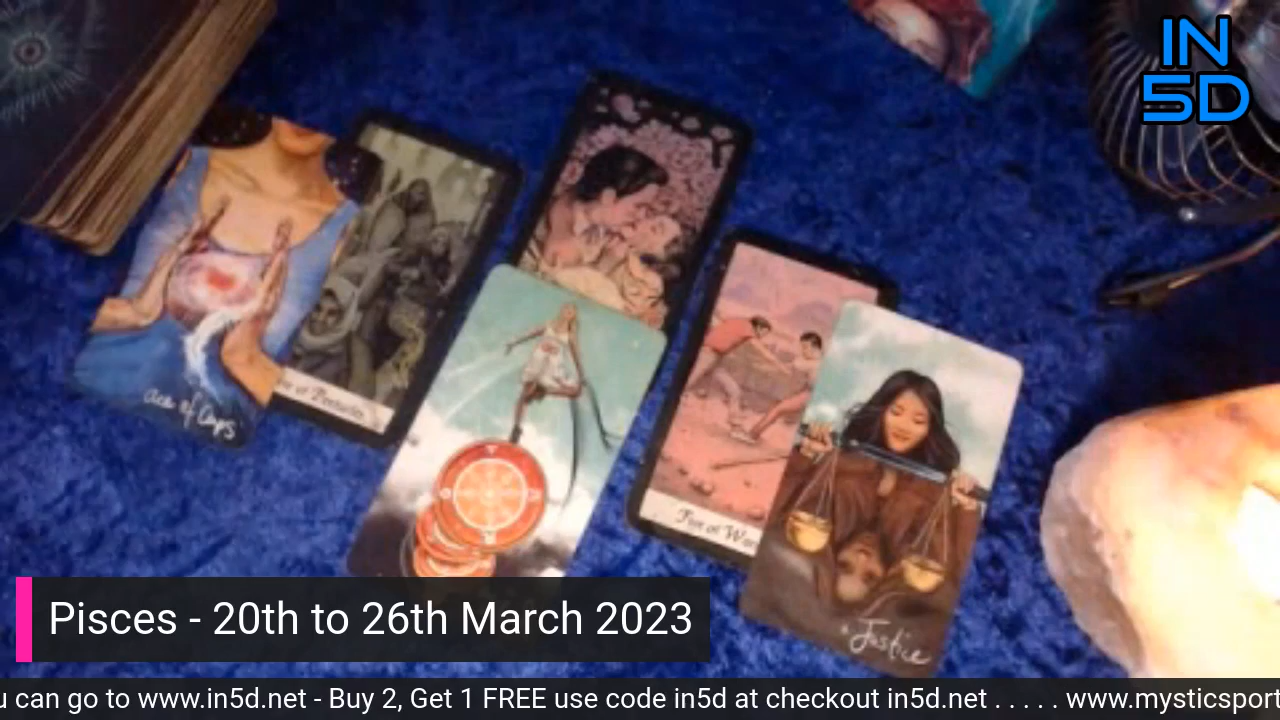 IN
5D
ace of cups
of Pentacles
Five of Wan
Justice
Pisces - 20th to 26th March 2023
u can go to www.in5d.net - Buy 2, Get 1 FREE use code in5d at checkout in5d.net . . . . . www.mysticsport